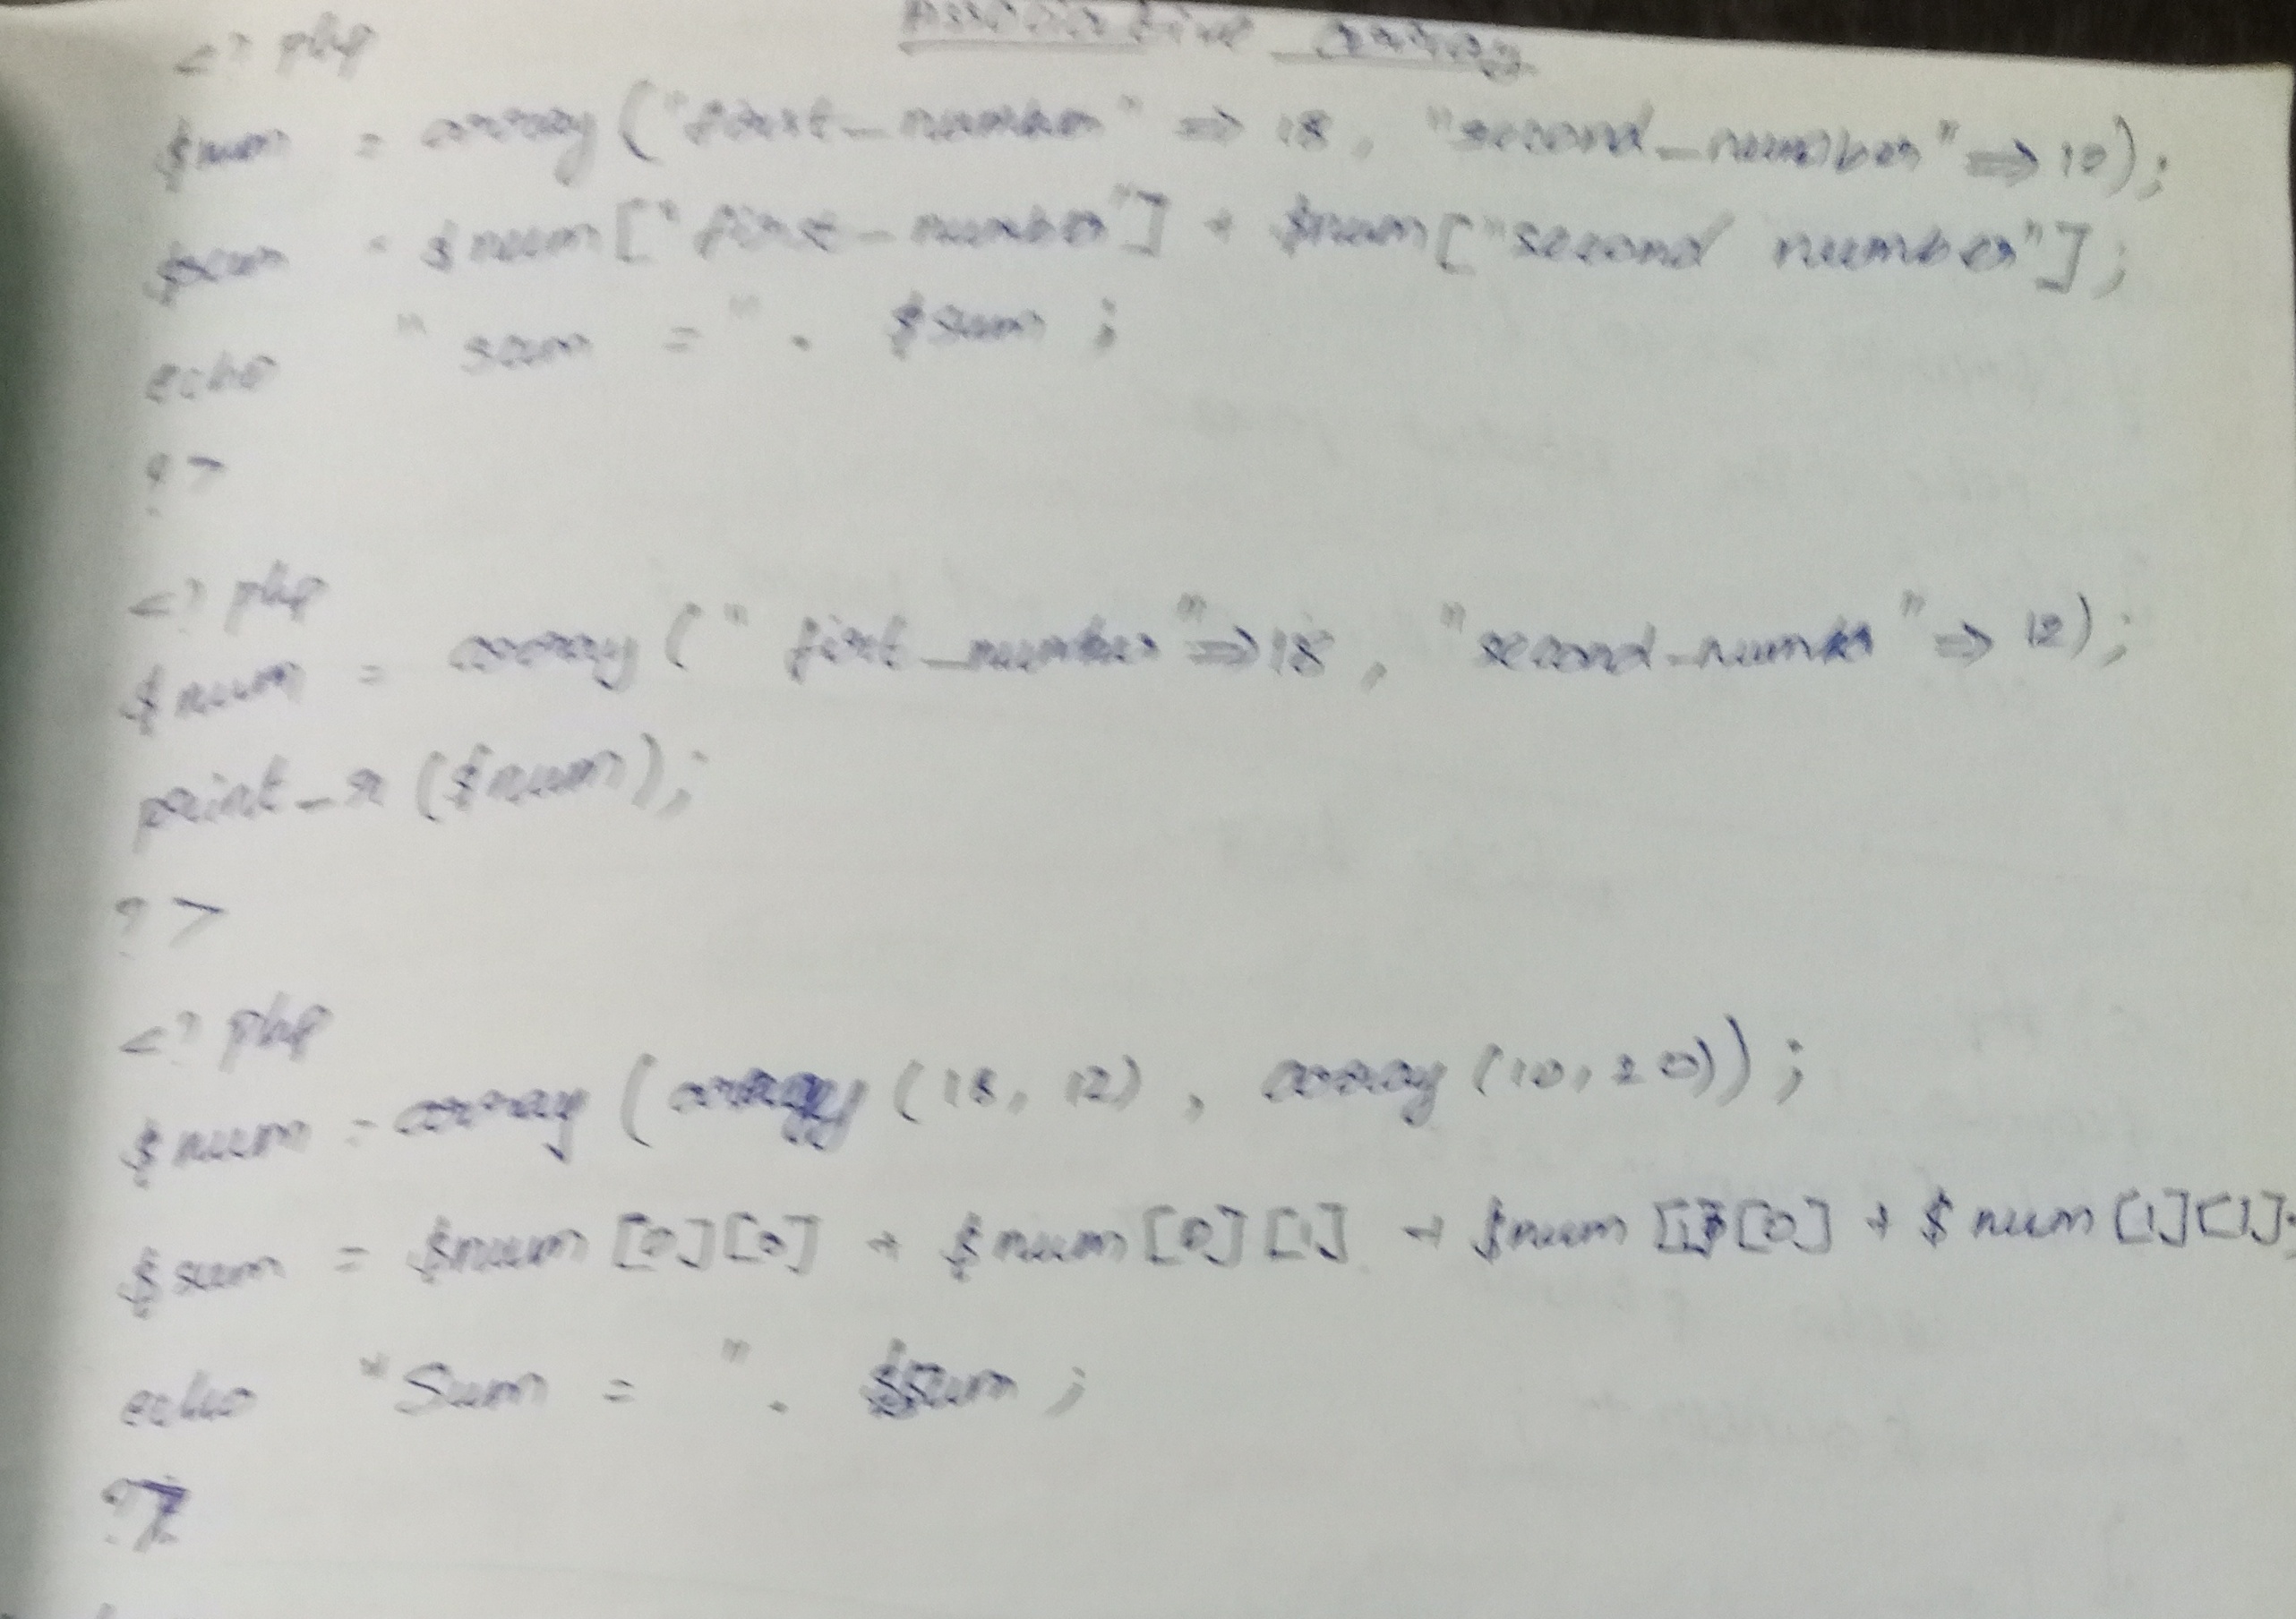 Associative array
<? php
$num = array ("first_number" => 18, "second_number" => 12);
$sum = $num ["first_number"] + $num ["second number"];
echo "sum = " . $sum ;
?>
<? php
$num = array (" first_number" => 18, "second_number" => 12);
print_r ($num);
?>
<? php
$num = array (array (18, 12), array (10, 20));
$sum = $num [0][0] + $num [0][1] + $num [1][0] + $num [1][1];
echo "Sum = " . $sum ;
?>